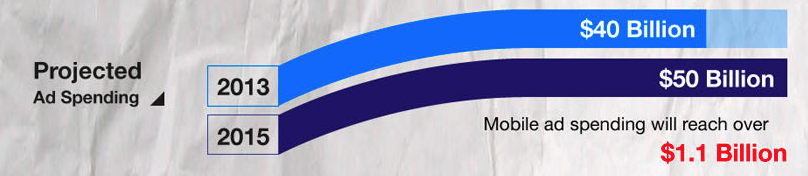 Projected
Ad Spending
2013
$40 Billion
2015
$50 Billion
Mobile ad spending will reach over
$1.1 Billion